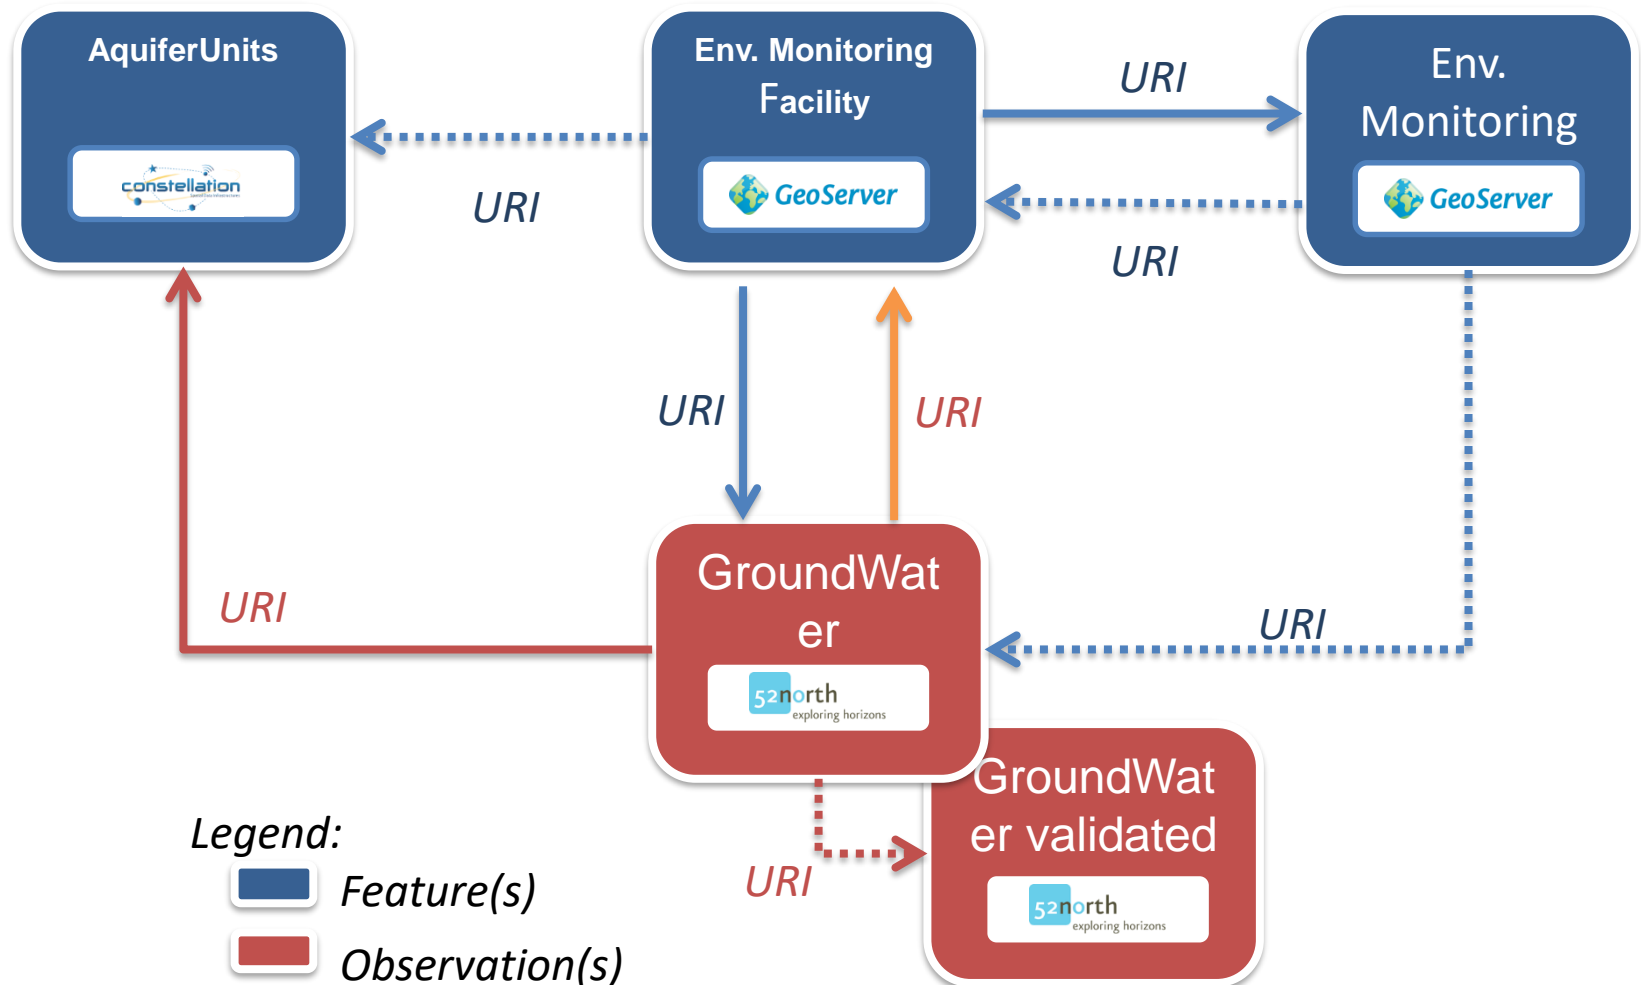 AquiferUnits
constellation
Env. Monitoring
Facility
GeoServer
URI
Env.
Monitoring
GeoServer
URI
URI
URI
URI
URI
URI
GroundWat
er
52north
exploring horizons
GroundWat
er validated
52north
exploring horizons
URI
Legend:
Feature(s)
Observation(s)